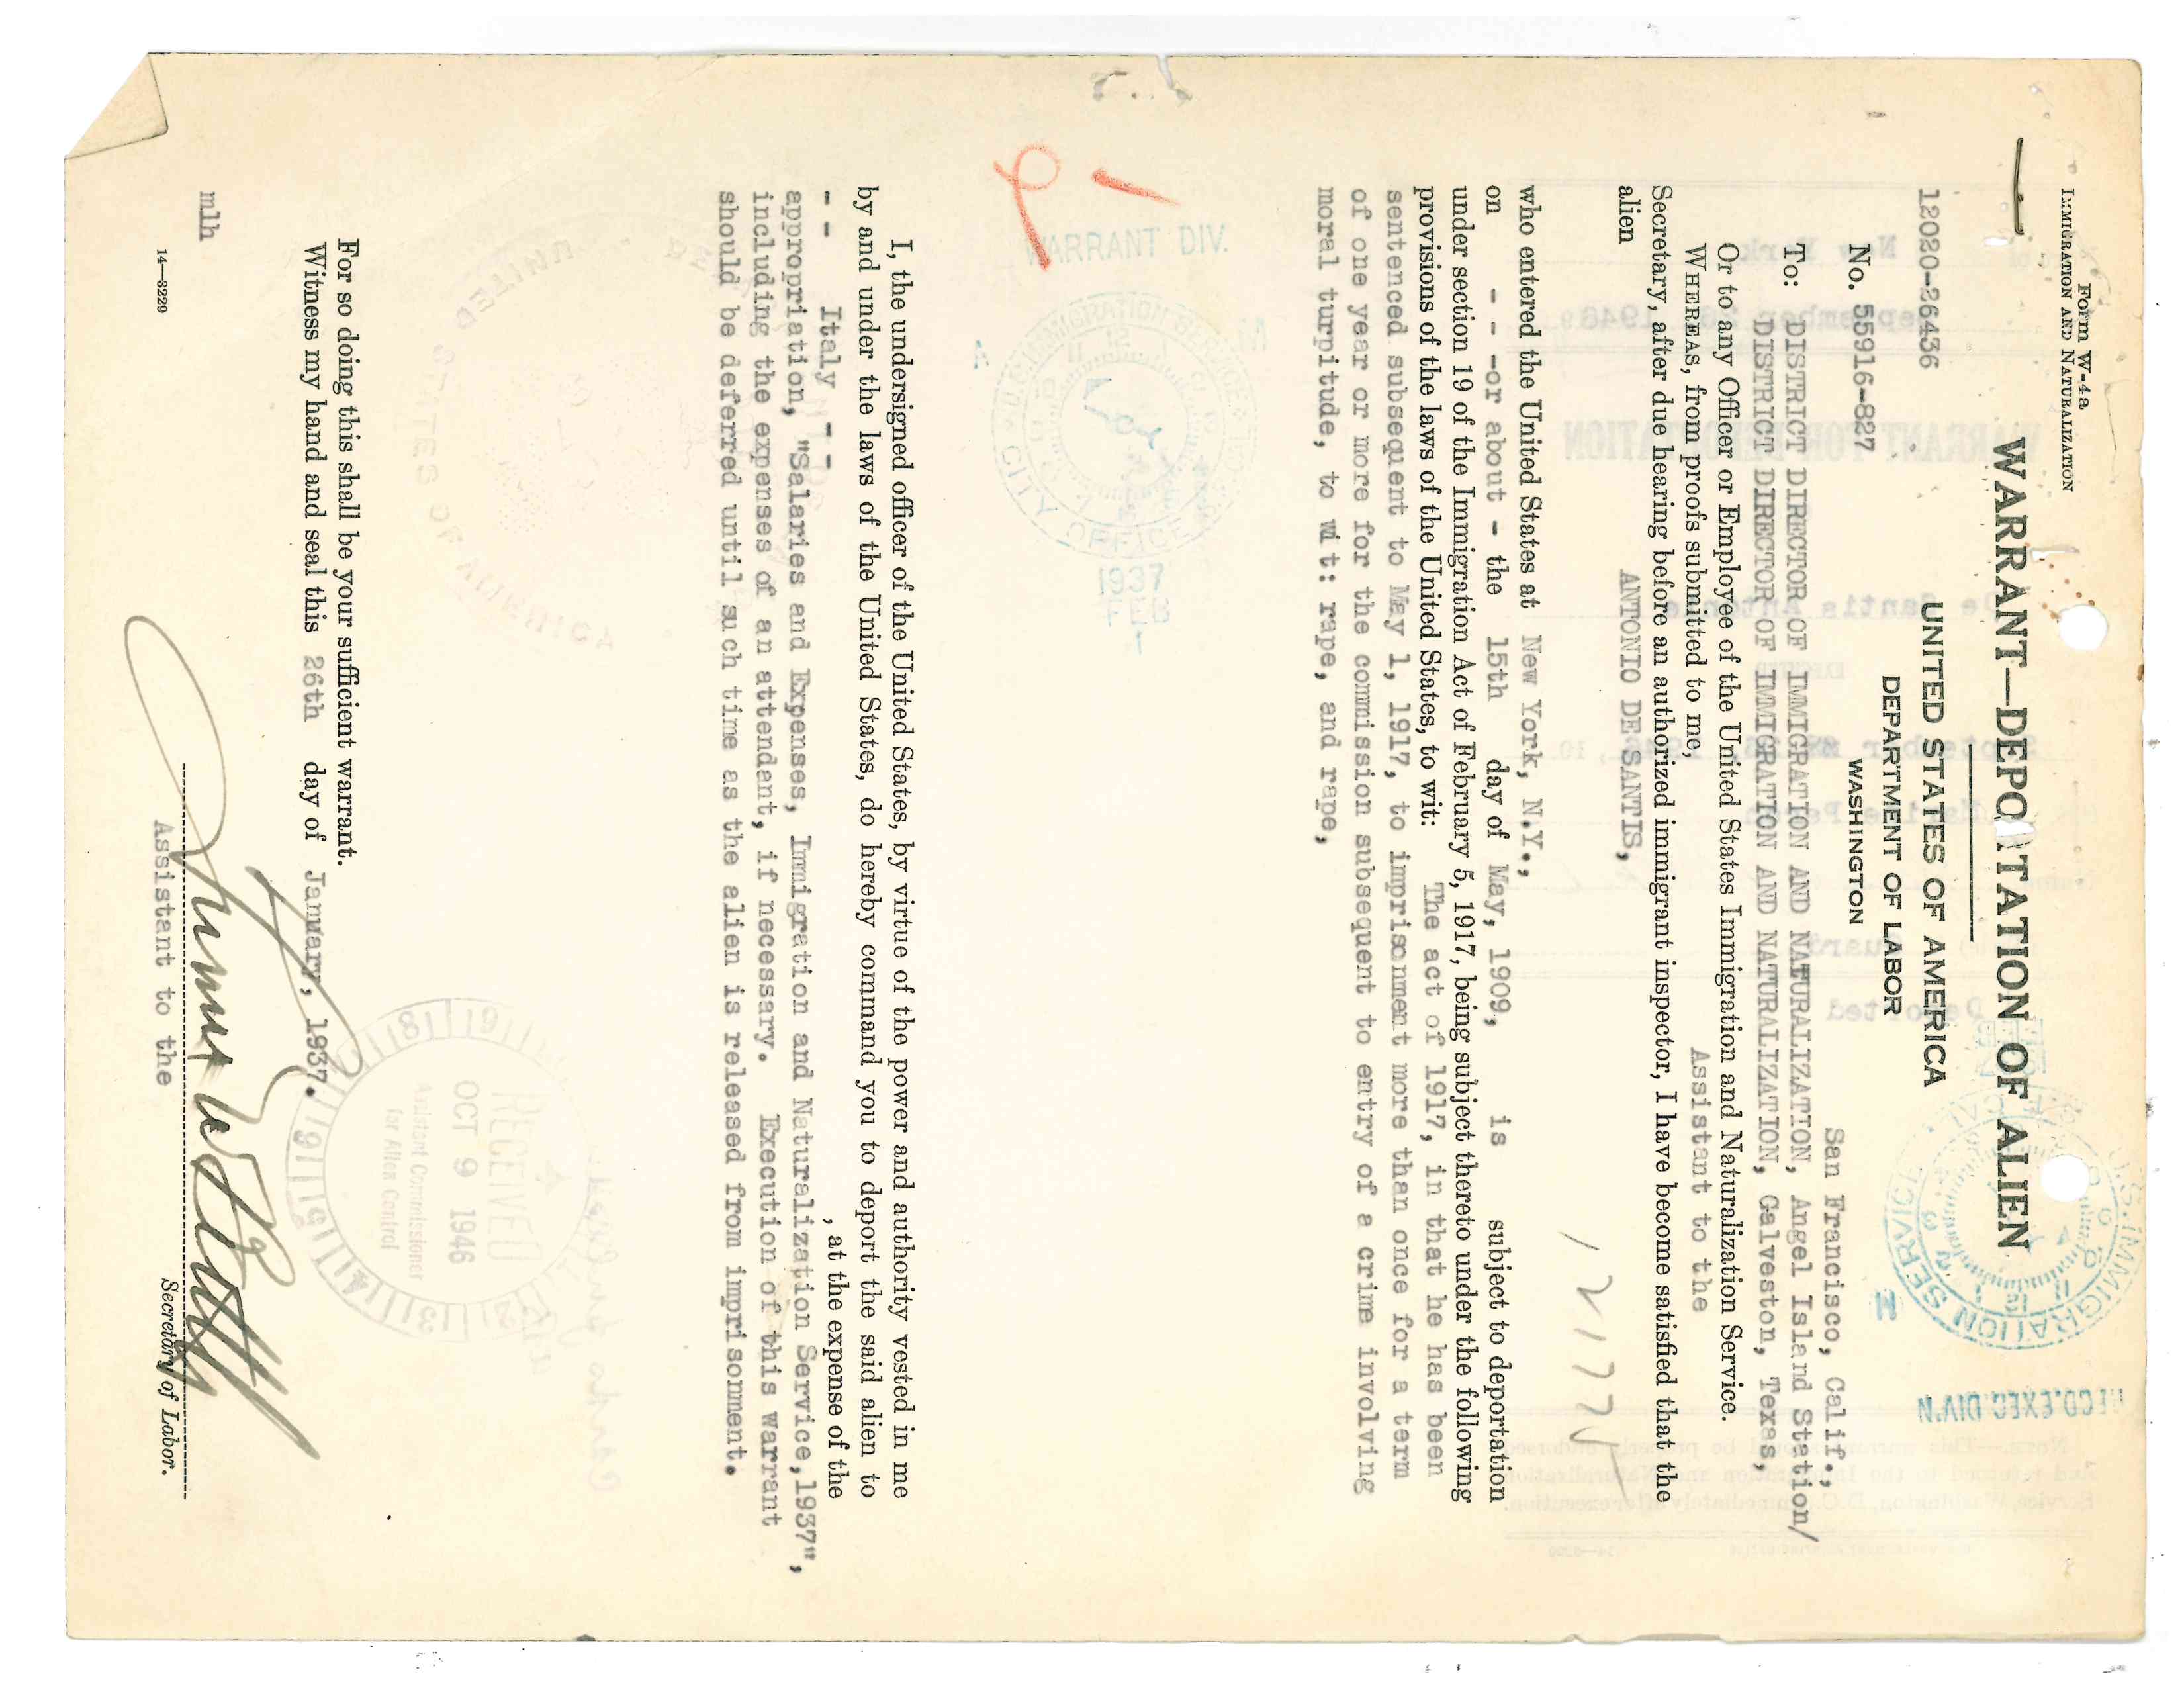 Form W-4a
IMMIGRATION AND NATURALIZATION
WARRANT—DEPO TATION OF ALIEN
12020-26436
UNITED STATES OF AMERICA
DEPARTMENT OF LABOR
No. 55916-827
WASHINGTON
San Francisco, Calif.,
To: DISTRICT DIRECTOR OF IMMIGRATION AND NATURALIZATION, Angel Island Station/
DISTRICT DIRECTOR OF IMMIGRATION AND NATURALIZATION, Galveston, Texas,
Or to any Officer or Employee of the United States Immigration and Naturalization Service.
WHEREAS, from proofs submitted to me, Assistant to the
Secretary, after due hearing before an authorized immigrant inspector, I have become satisfied that the
alien ANTONIO DE SANTIS,
121775
who entered the United States at New York, N.Y.,
on - - -or about - the 15th day of May, 1909, is subject to deportation
under section 19 of the Immigration Act of February 5, 1917, being subject thereto under the following
provisions of the laws of the United States, to wit: The act of 1917, in that he has been
sentenced subsequent to May 1, 1917, to imprisonment more than once for a term
of one year or more for the commission subsequent to entry of a crime involving
moral turpitude, to wit: rape, and rape,
WARRANT DIV.
CITY OFFICE
1937
FEB
1
I, the undersigned officer of the United States, by virtue of the power and authority vested in me
by and under the laws of the United States, do hereby command you to deport the said alien to
- - Italy - - , at the expense of the
appropriation, "Salaries and Expenses, Immigration and Naturalization Service,1937",
including the expenses of an attendant, if necessary. Execution of this warrant
should be deferred until such time as the alien is released from imprisonment.
RECEIVED
OCT 9 1946
Assistant Commissioner
for Alien Control
For so doing this shall be your sufficient warrant.
Witness my hand and seal this 26th day of January, 1937.
mlh
Assistant to the Secretary of Labor.
14—3229
U.S. IMMIGRATION SERVICE
REC'D. EXEC. DIV'N